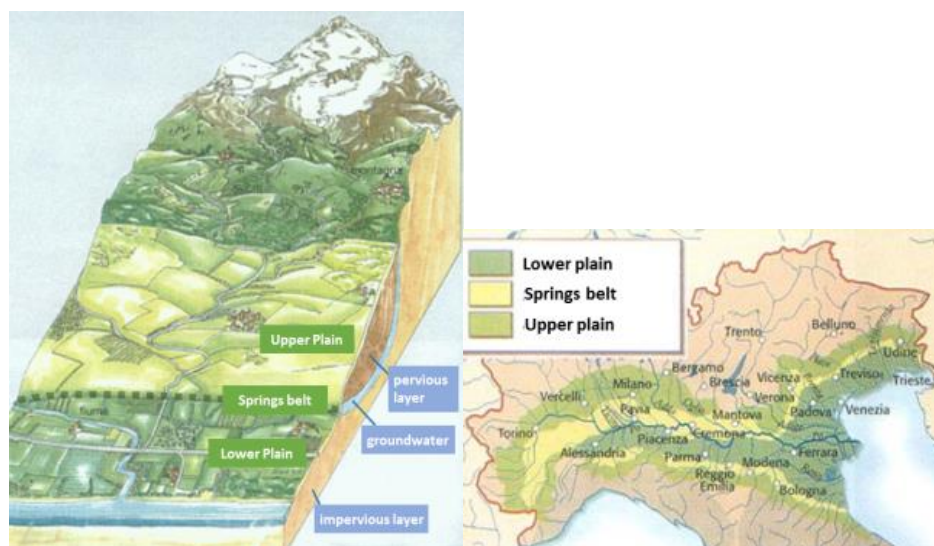 montagna
Upper Plain
pervious
layer
Springs belt
fiume
groundwater
Lower Plain
impervious layer
Lower plain
Springs belt
Upper plain
Trento
Belluno
Udine
Bergamo
Milano
Brescia
Vicenza
Treviso
Trieste
Vercelli
Verona
Pavia
Mantova
Padova
Venezia
Torino
Piacenza
Cremona
Alessandria
Parma
Ferrara
Modena
Reggio
Emilia
Bologna